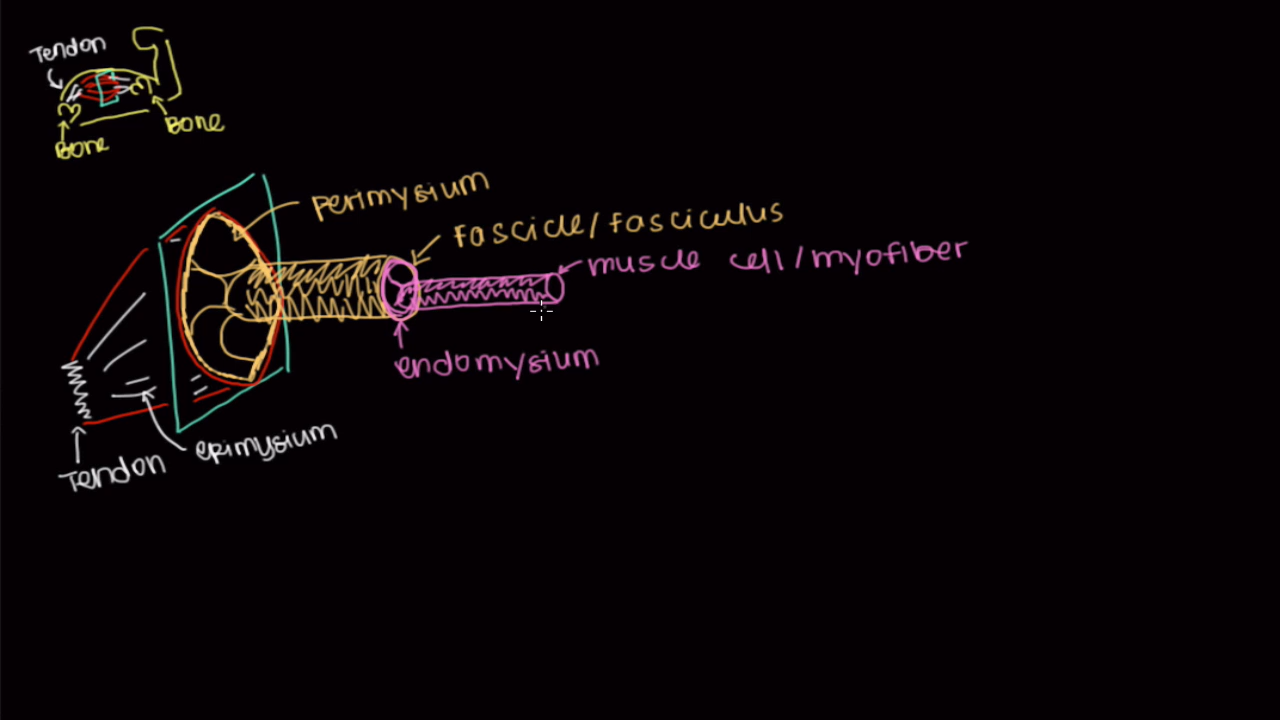 Tendon
Bone
Bone
perimysium
fascicle/fasciculus
muscle cell/myofiber
endomysium
epimysium
Tendon